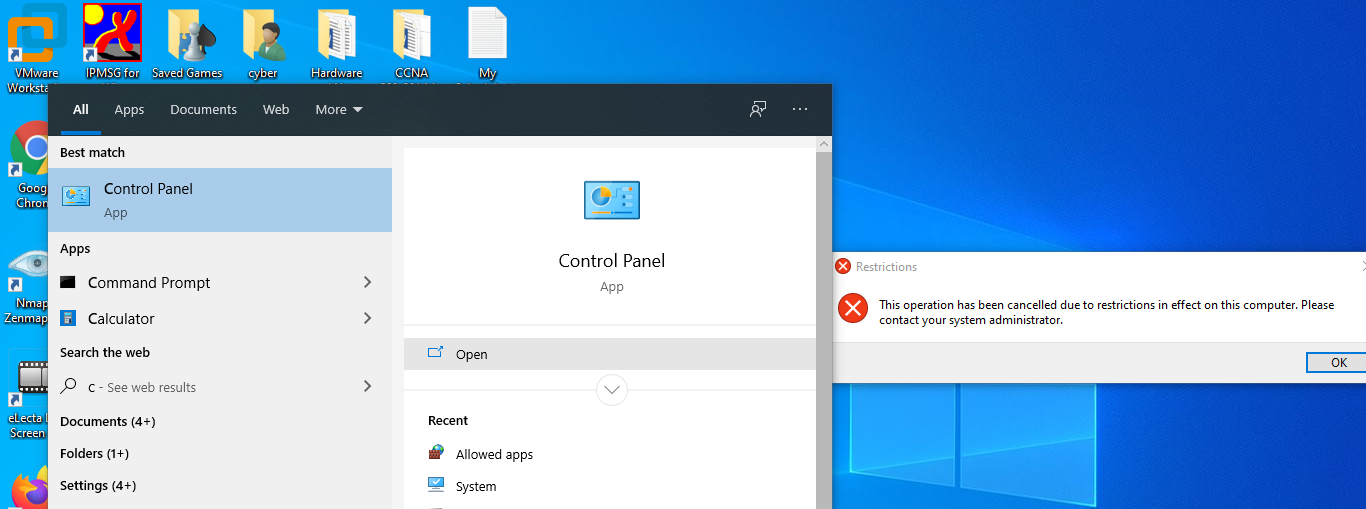 VMware
Workst
IPMSG for
Saved Games
cyber
Hardware
CCNA
My
All
Apps
Documents
Web
More
Best match
Control Panel
App
Control Panel
App
Apps
Command Prompt
Calculator
Search the web
c - See web results
Documents (4+)
Folders (1+)
Settings (4+)
Open
Recent
Allowed apps
System
Goog
Chron
Nmap
Zenmap
eLecta
Screen
Restrictions
This operation has been cancelled due to restrictions in effect on this computer. Please
contact your system administrator.
OK